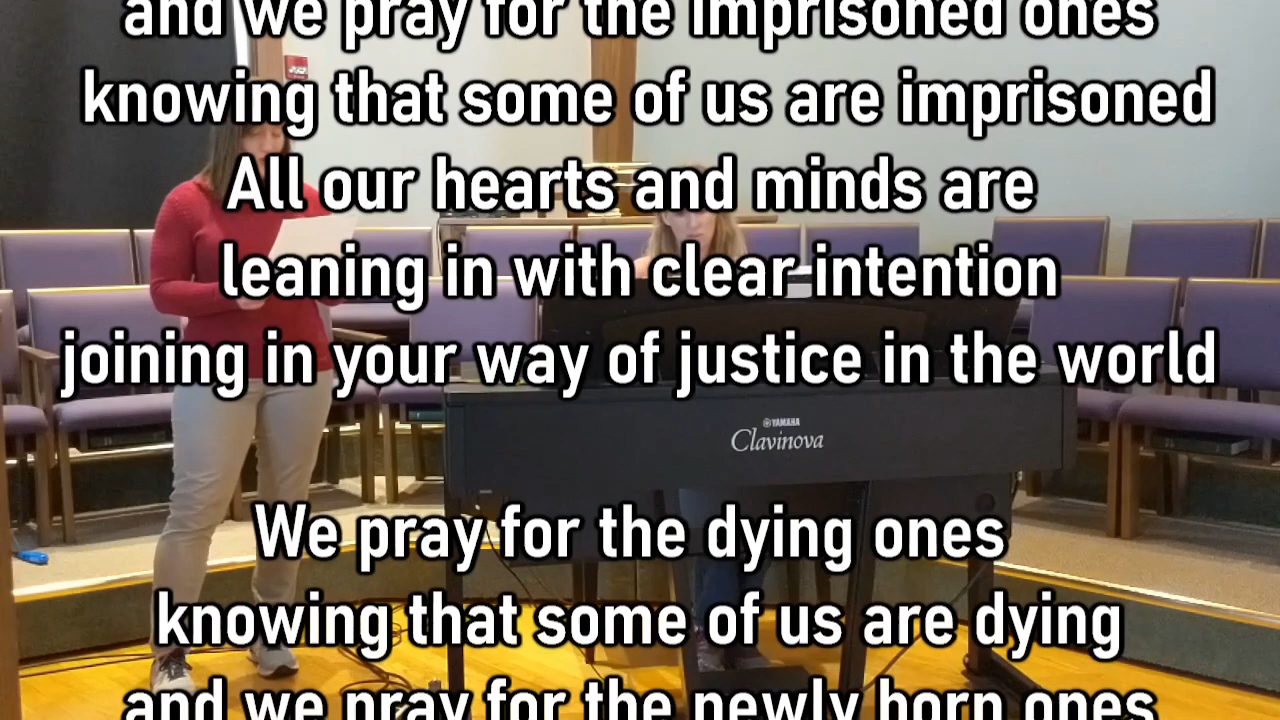 and we pray for the imprisoned ones
knowing that some of us are imprisoned
All our hearts and minds are
leaning in with clear intention
joining in your way of justice in the world
YAMAHA
Clavinova
We pray for the dying ones
knowing that some of us are dying
and we pray for the newly born ones